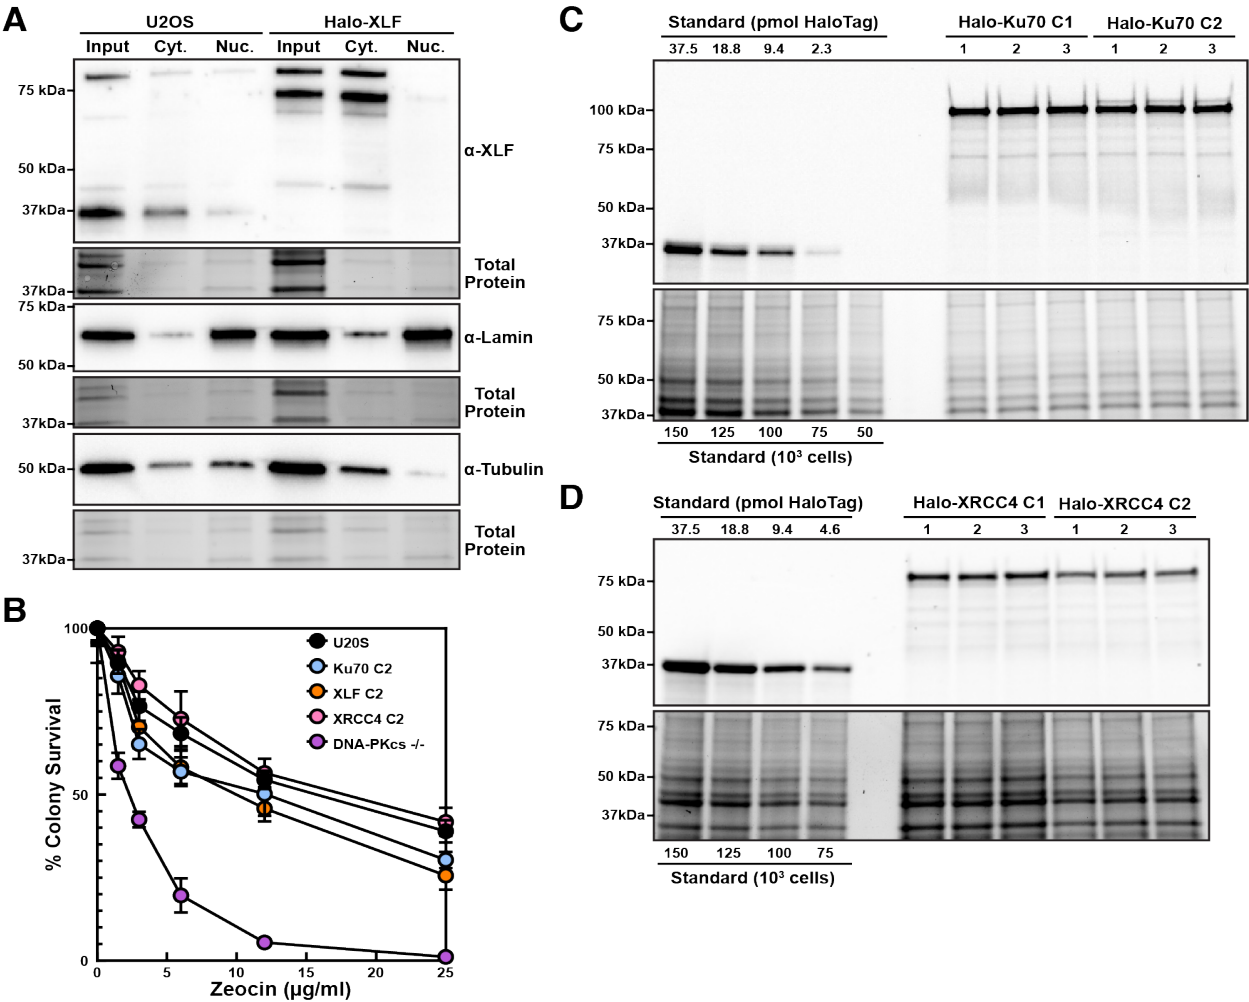 A
U2OS Halo-XLF
Input Cyt. Nuc. Input Cyt. Nuc.
75 kDa
50 kDa
37kDa
α-XLF
37kDa
Total
Protein
75 kDa
50 kDa
α-Lamin
37kDa
Total
Protein
50 kDa
α-Tubulin
37kDa
Total
Protein
B
% Colony Survival
100
50
0
U20S
Ku70 C2
XLF C2
XRCC4 C2
DNA-PKcs -/-
0 5 10 15 20 25
Zeocin (µg/ml)
C
Standard (pmol HaloTag) Halo-Ku70 C1 Halo-Ku70 C2
37.5 18.8 9.4 2.3 1 2 3 1 2 3
100 kDa
75 kDa
50 kDa
37kDa
75 kDa
50 kDa
37kDa
150 125 100 75 50
Standard (10³ cells)
D
Standard (pmol HaloTag) Halo-XRCC4 C1 Halo-XRCC4 C2
37.5 18.8 9.4 4.6 1 2 3 1 2 3
75 kDa
50 kDa
37kDa
75 kDa
50 kDa
37kDa
150 125 100 75
Standard (10³ cells)